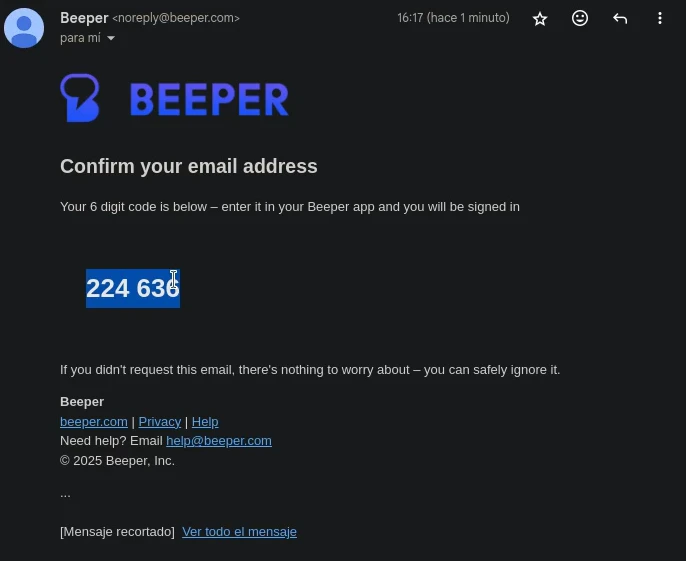 Beeper <noreply@beeper.com> 16:17 (hace 1 minuto)
para mí
BEEPER
Confirm your email address
Your 6 digit code is below – enter it in your Beeper app and you will be signed in
224 636
If you didn't request this email, there's nothing to worry about – you can safely ignore it.
Beeper
beeper.com | Privacy | Help
Need help? Email help@beeper.com
© 2025 Beeper, Inc.
...
[Mensaje recortado] Ver todo el mensaje